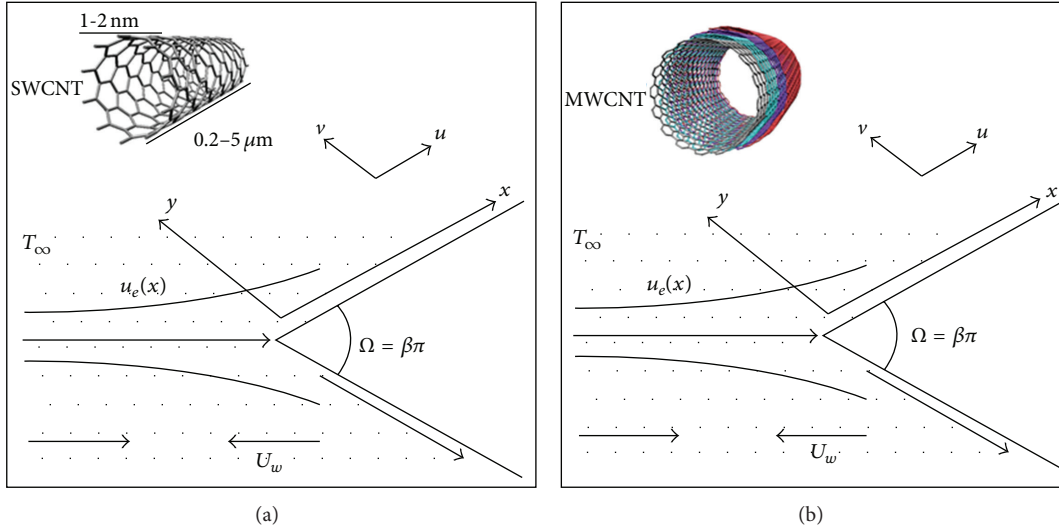 1-2 nm
SWCNT
0.2–5 μm
v
u
x
y
T∞
u_e(x)
Ω = βπ
U_w
(a)
MWCNT
v
u
x
y
T∞
u_e(x)
Ω = βπ
U_w
(b)